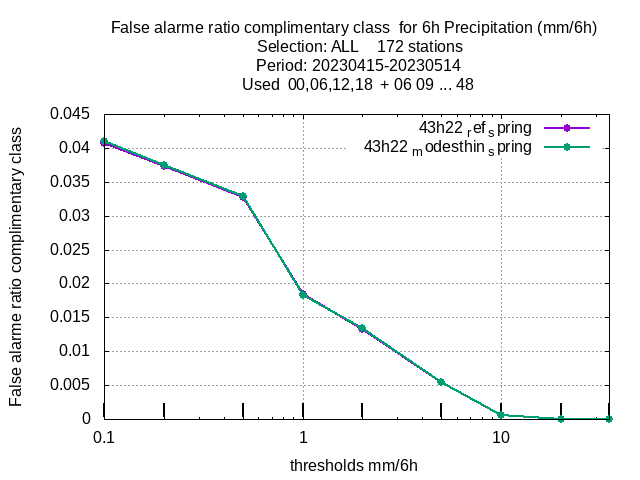 False alarme ratio complimentary class  for 6h Precipitation (mm/6h)
Selection: ALL    172 stations
Period: 20230415-20230514
Used  00,06,12,18  + 06 09 ... 48
43h22 ref spring
43h22 modesthin spring
False alarme ratio complimentary class
0.045
0.04
0.035
0.03
0.025
0.02
0.015
0.01
0.005
0
0.1 1 10
thresholds mm/6h